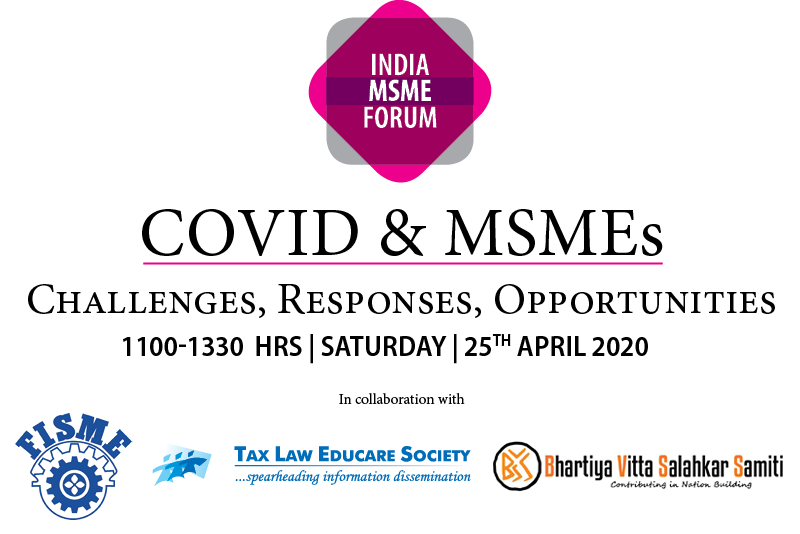 INDIA
MSME
FORUM
COVID & MSMEs
CHALLENGES, RESPONSES, OPPORTUNITIES
1100-1330 HRS | SATURDAY | 25TH APRIL 2020
In collaboration with
FISME
TAX LAW EDUCARE SOCIETY
...spearheading information dissemination
BVSS
Bhartiya Vitta Salahkar Samiti
Contributing in Nation Building